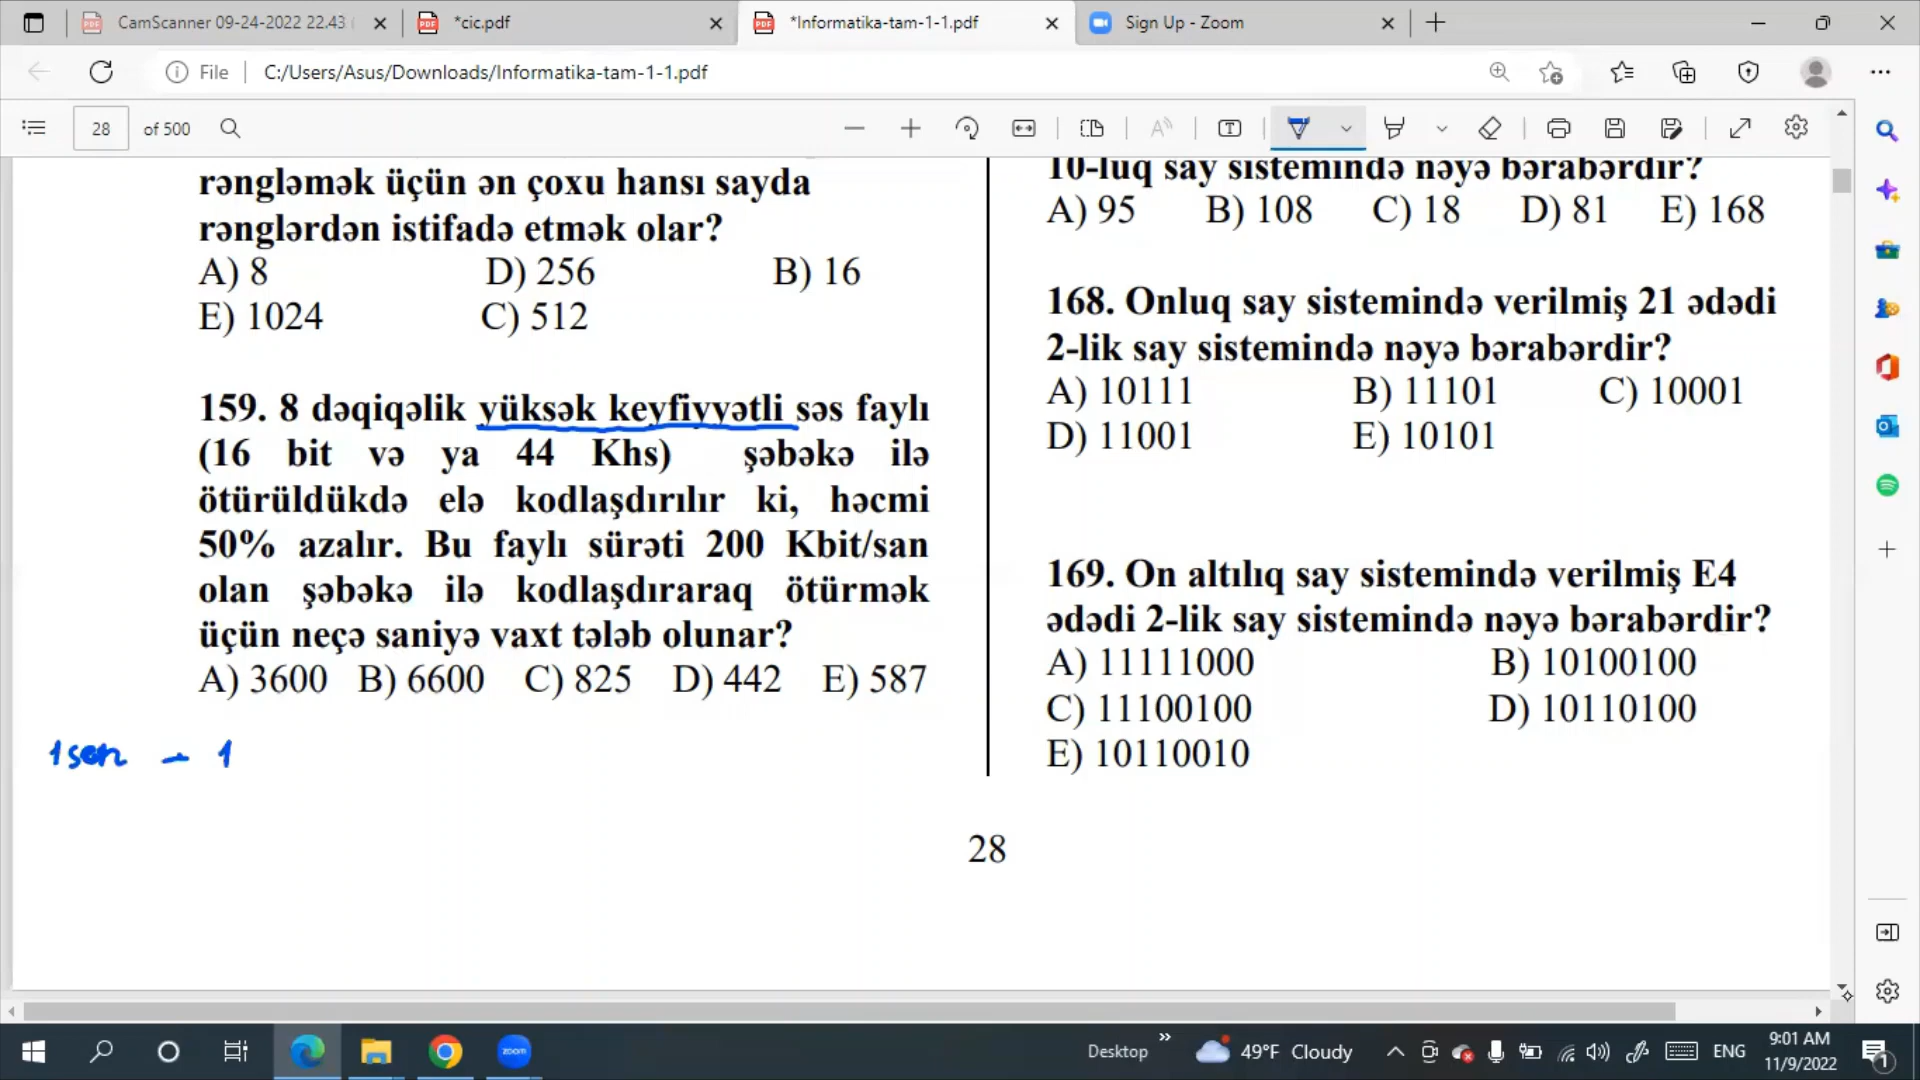 CamScanner 09-24-2022 22.43
*cic.pdf
*Informatika-tam-1-1.pdf
Sign Up - Zoom
File
C:/Users/Asus/Downloads/Informatika-tam-1-1.pdf
28
of 500
rəngləmək üçün ən çoxu hansı sayda
rənglərdən istifadə etmək olar?
A) 8 D) 256 B) 16
E) 1024 C) 512
159. 8 dəqiqəlik yüksək keyfiyyətli səs faylı
(16 bit və ya 44 Khs) şəbəkə ilə
ötürüldükdə elə kodlaşdırılır ki, həcmi
50% azalır. Bu faylı sürəti 200 Kbit/san
olan şəbəkə ilə kodlaşdıraraq ötürmək
üçün neçə saniyə vaxt tələb olunar?
A) 3600 B) 6600 C) 825 D) 442 E) 587
1san - 1
10-luq say sistemində nəyə bərabərdir?
A) 95 B) 108 C) 18 D) 81 E) 168
168. Onluq say sistemində verilmiş 21 ədədi
2-lik say sistemində nəyə bərabərdir?
A) 10111 B) 11101 C) 10001
D) 11001 E) 10101
169. On altılıq say sistemində verilmiş E4
ədədi 2-lik say sistemində nəyə bərabərdir?
A) 11111000 B) 10100100
C) 11100100 D) 10110100
E) 10110010
28
zoom
Desktop
49°F Cloudy
ENG
9:01 AM
11/9/2022
1